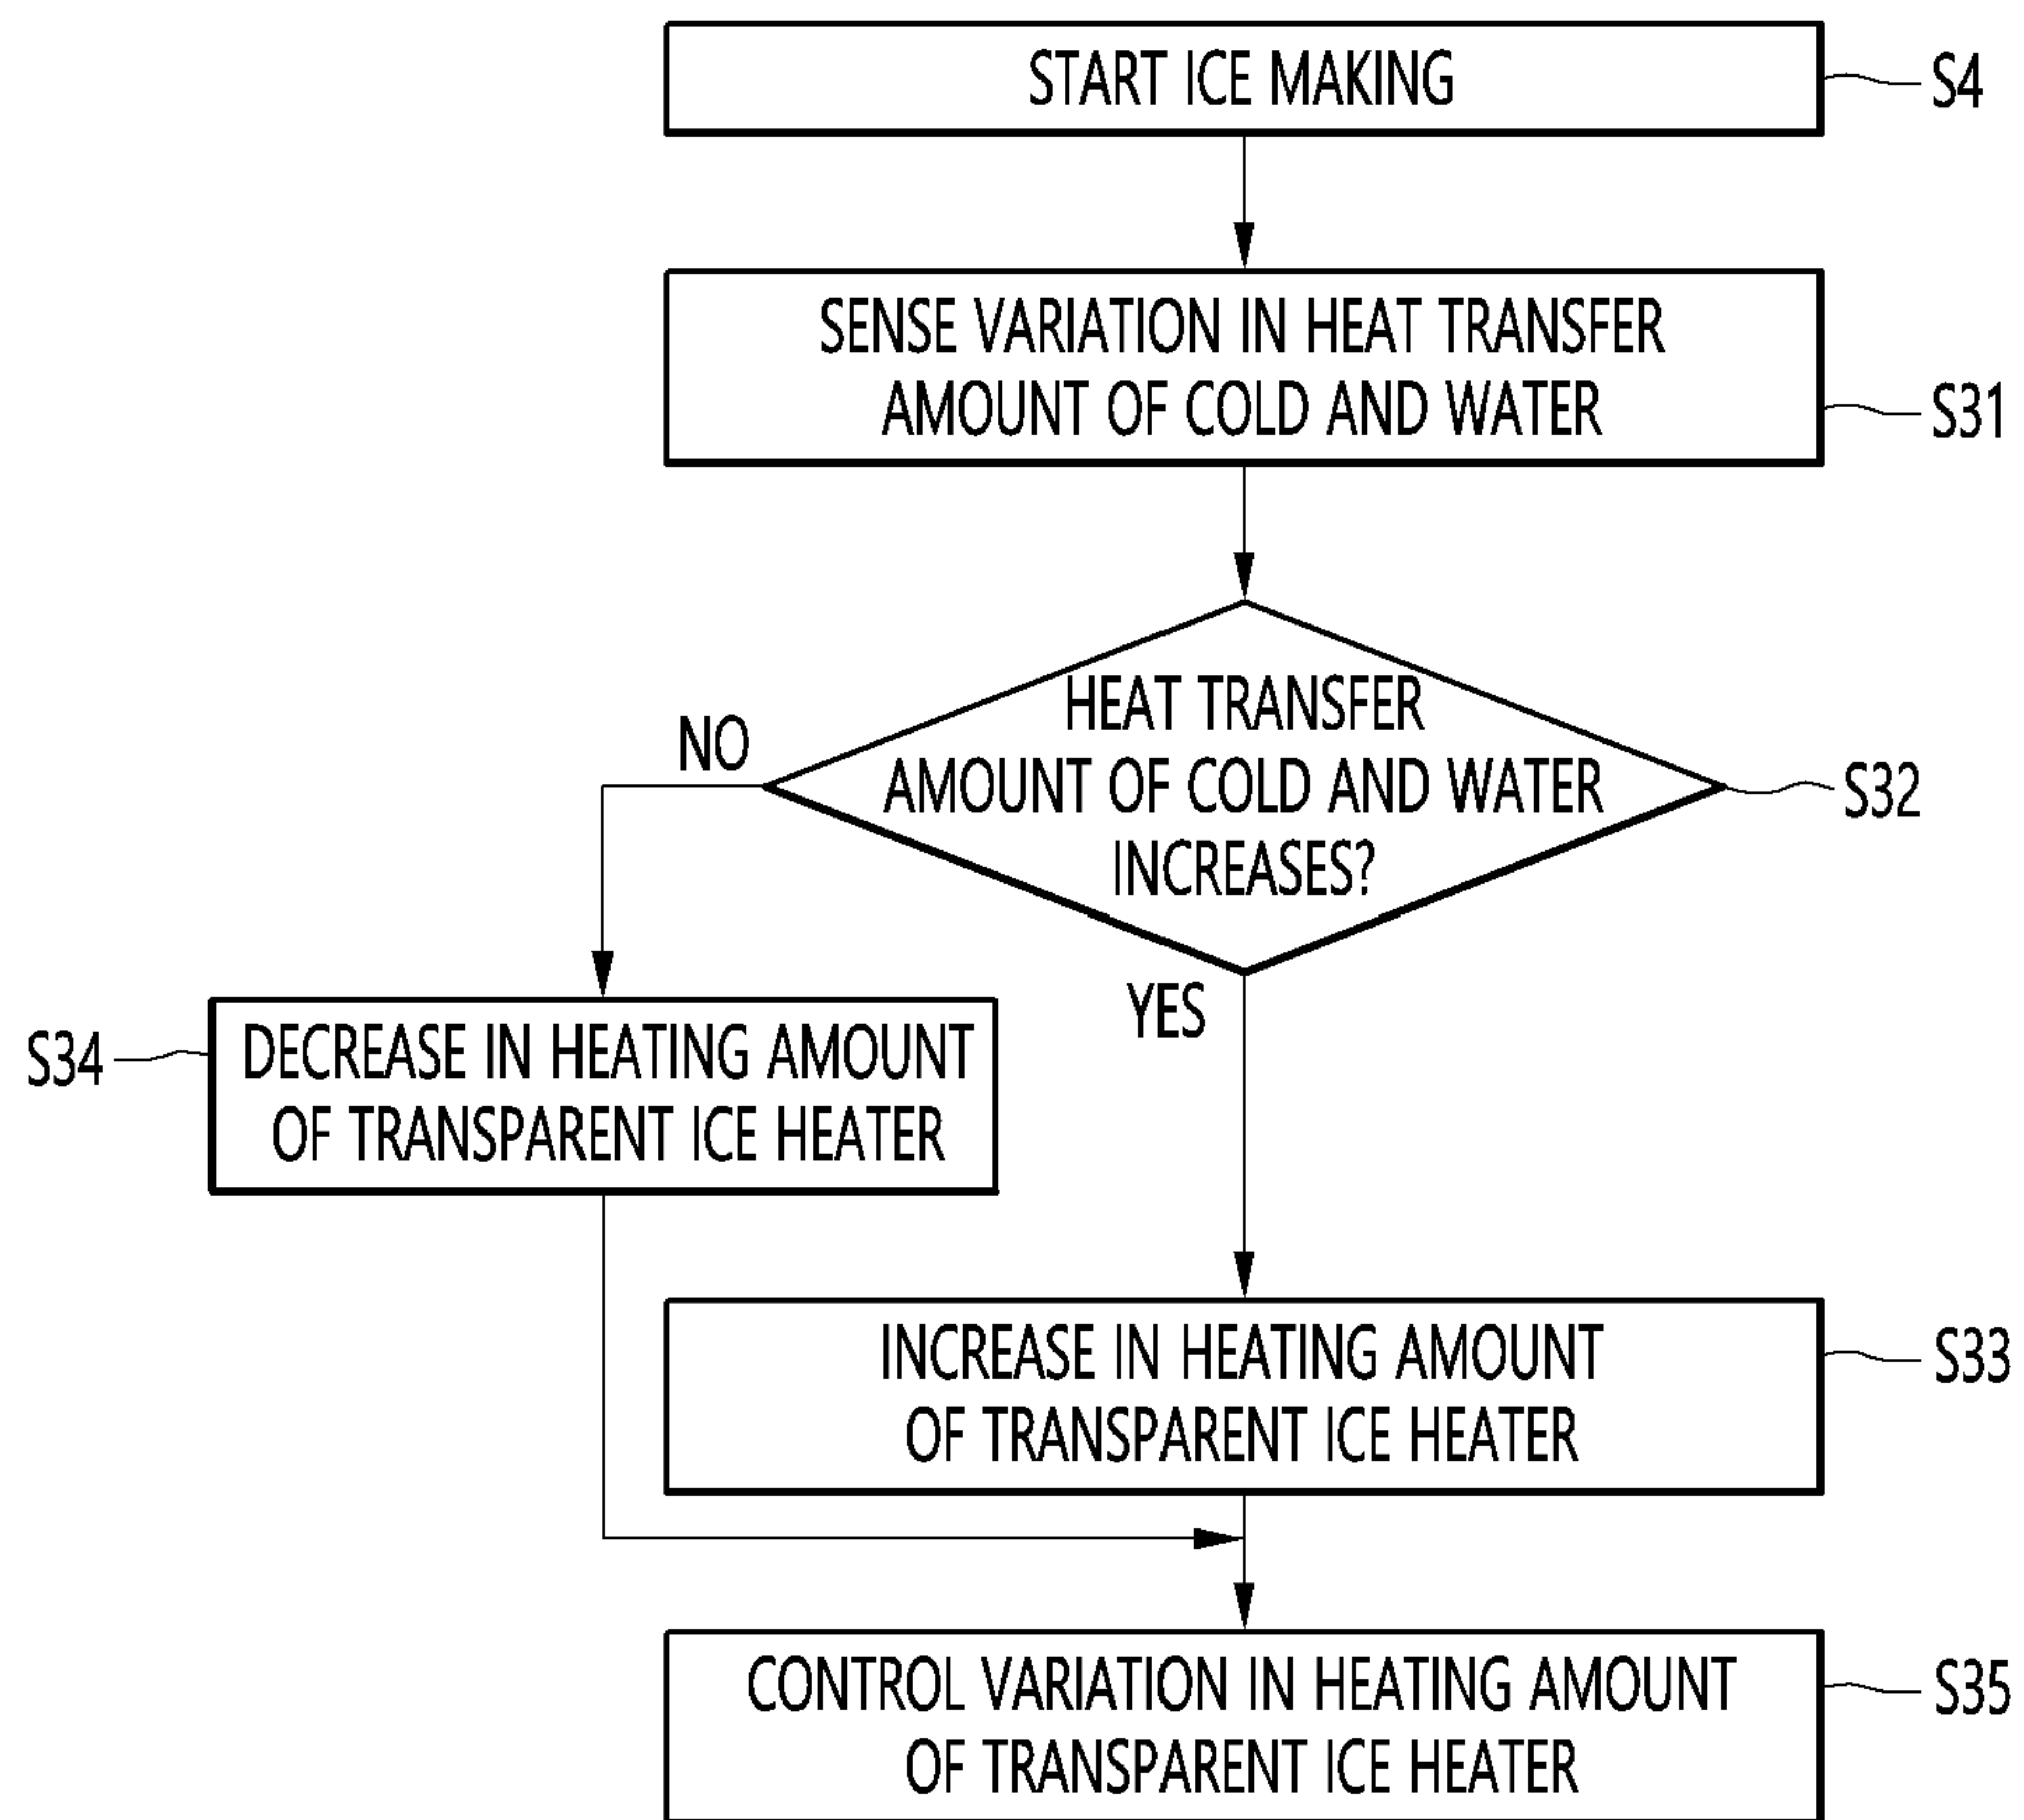 START ICE MAKING
S4
SENSE VARIATION IN HEAT TRANSFER
AMOUNT OF COLD AND WATER
S31
HEAT TRANSFER
AMOUNT OF COLD AND WATER
INCREASES?
S32
NO
YES
S34
DECREASE IN HEATING AMOUNT
OF TRANSPARENT ICE HEATER
INCREASE IN HEATING AMOUNT
OF TRANSPARENT ICE HEATER
S33
CONTROL VARIATION IN HEATING AMOUNT
OF TRANSPARENT ICE HEATER
S35